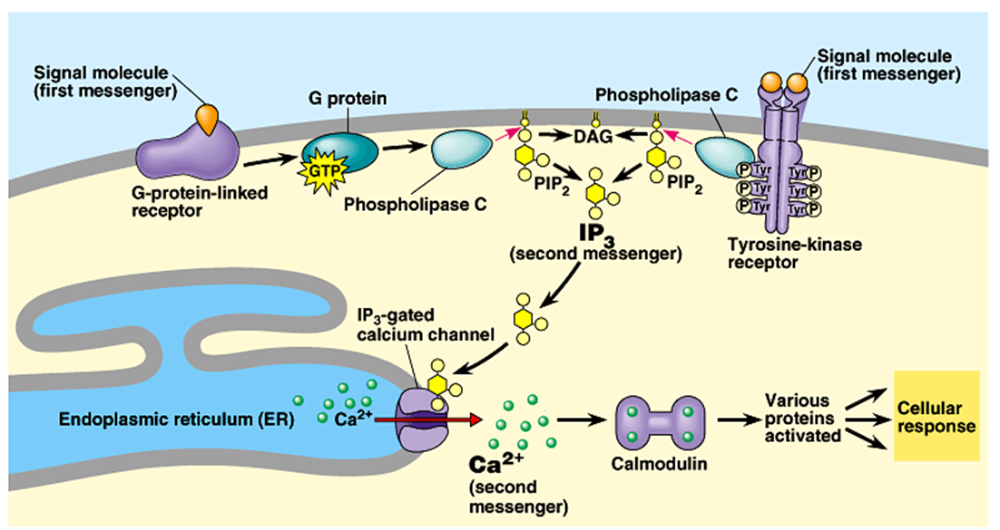 Signal molecule
(first messenger)
G protein
Phospholipase C
Signal molecule
(first messenger)
GTP
DAG
G-protein-linked
receptor
Phospholipase C
PIP2
PIP2
P Tyr Tyr P
P Tyr Tyr P
P Tyr Tyr P
IP3
(second messenger)
Tyrosine-kinase
receptor
IP3-gated
calcium channel
Endoplasmic reticulum (ER)
Ca2+
Ca2+
(second
messenger)
Calmodulin
Various
proteins
activated
Cellular
response